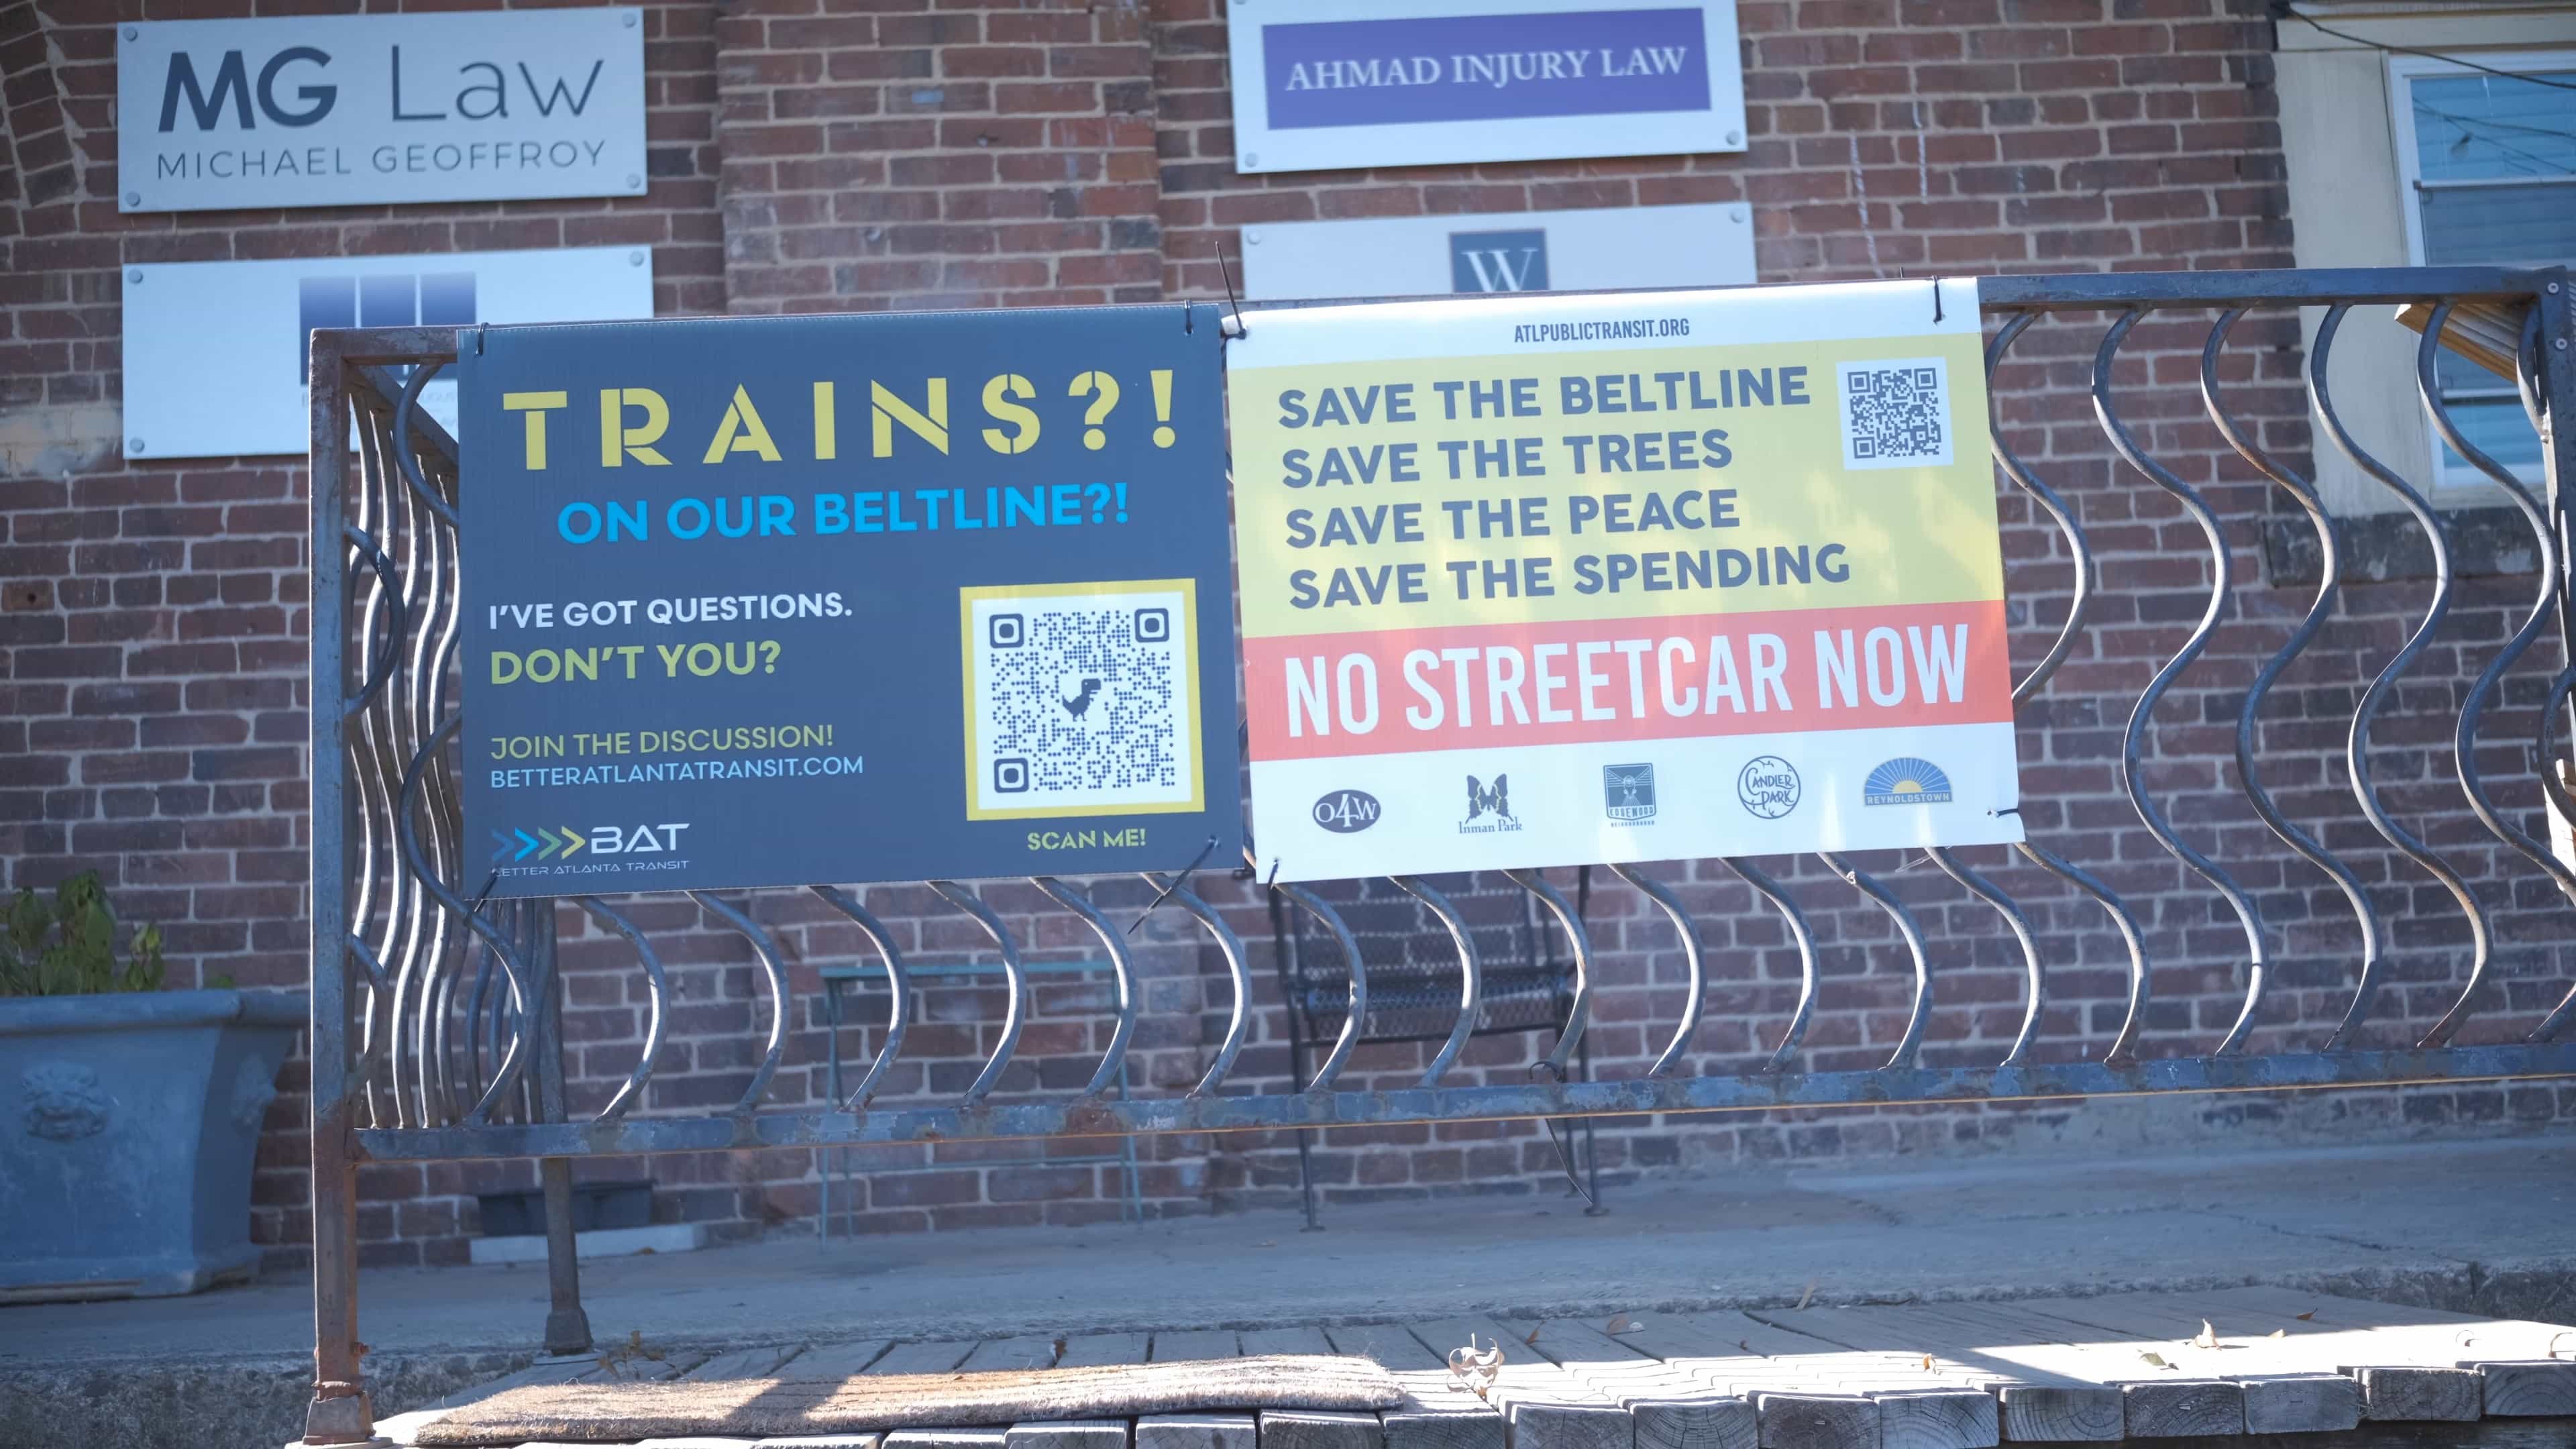 MG Law
MICHAEL GEOFFROY
AHMAD INJURY LAW
W
TRAINS?!
ON OUR BELTLINE?!
I'VE GOT QUESTIONS.
DON'T YOU?
JOIN THE DISCUSSION!
BETTERATLANTATRANSIT.COM
BAT
BETTER ATLANTA TRANSIT
SCAN ME!
ATLPUBLICTRANSIT.ORG
SAVE THE BELTLINE
SAVE THE TREES
SAVE THE PEACE
SAVE THE SPENDING
NO STREETCAR NOW
O4W
Inman Park
EDGEWOOD
NEIGHBORHOOD
CANDLER
PARK
REYNOLDSTOWN